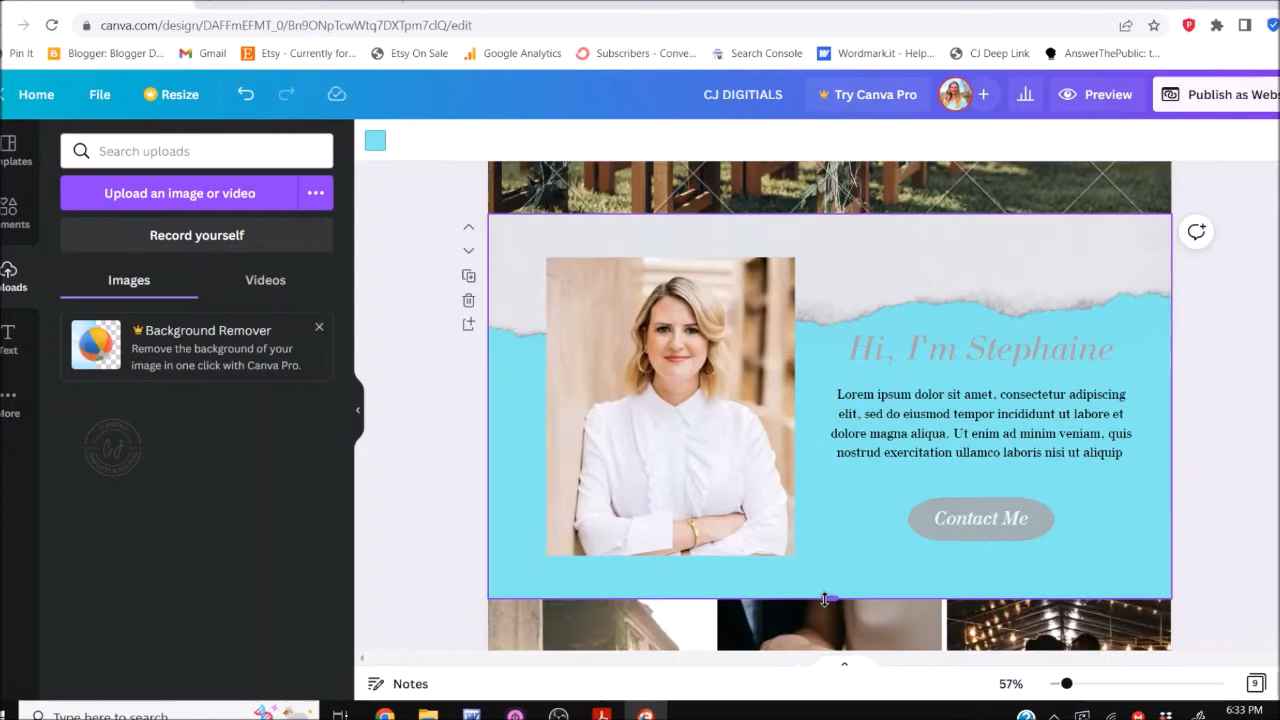 canva.com/design/DAFFmEFMT_0/Bn9ONpTcwWtq7DXTpm7clQ/edit
Pin It
Blogger: Blogger D...
Gmail
Etsy - Currently for...
Etsy On Sale
Google Analytics
Subscribers - Conve...
Search Console
Wordmark.it - Help...
CJ Deep Link
AnswerThePublic: t...
Home
File
Resize
CJ DIGITIALS
Try Canva Pro
Preview
Publish as Webs
mplates
Search uploads
Upload an image or video
ments
Record yourself
loads
Images
Videos
Text
Background Remover
Remove the background of your
image in one click with Canva Pro.
More
Hi, I'm Stephaine
Lorem ipsum dolor sit amet, consectetur adipiscing
elit, sed do eiusmod tempor incididunt ut labore et
dolore magna aliqua. Ut enim ad minim veniam, quis
nostrud exercitation ullamco laboris nisi ut aliquip
Contact Me
Notes
57%
9
Type here to search
6:33 PM